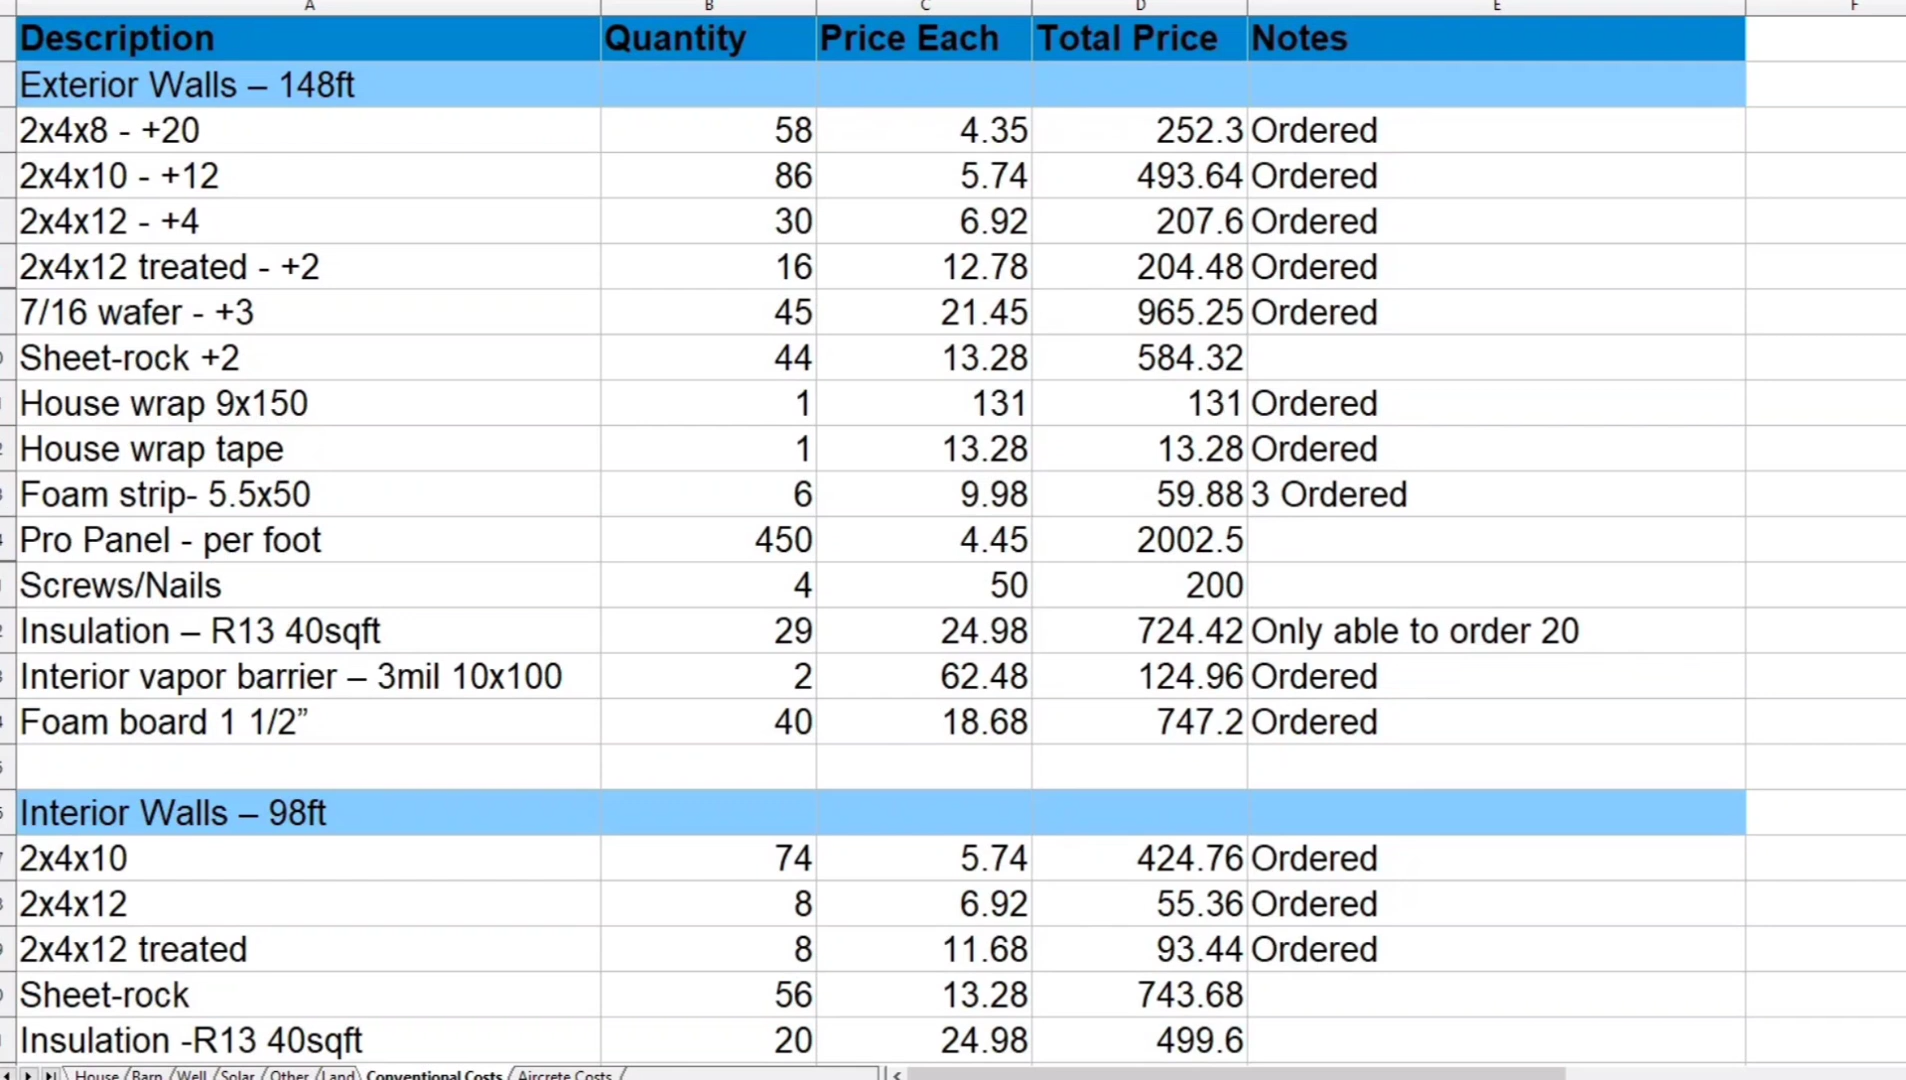 A B C D E F
Description Quantity Price Each Total Price Notes
Exterior Walls – 148ft
2x4x8 - +20 58 4.35 252.3 Ordered
2x4x10 - +12 86 5.74 493.64 Ordered
2x4x12 - +4 30 6.92 207.6 Ordered
2x4x12 treated - +2 16 12.78 204.48 Ordered
7/16 wafer - +3 45 21.45 965.25 Ordered
Sheet-rock +2 44 13.28 584.32
House wrap 9x150 1 131 131 Ordered
House wrap tape 1 13.28 13.28 Ordered
Foam strip- 5.5x50 6 9.98 59.88 3 Ordered
Pro Panel - per foot 450 4.45 2002.5
Screws/Nails 4 50 200
Insulation – R13 40sqft 29 24.98 724.42 Only able to order 20
Interior vapor barrier – 3mil 10x100 2 62.48 124.96 Ordered
Foam board 1 1/2” 40 18.68 747.2 Ordered
Interior Walls – 98ft
2x4x10 74 5.74 424.76 Ordered
2x4x12 8 6.92 55.36 Ordered
2x4x12 treated 8 11.68 93.44 Ordered
Sheet-rock 56 13.28 743.68
Insulation -R13 40sqft 20 24.98 499.6
House Barn Well Solar Other Land Conventional Costs Aircrete Costs